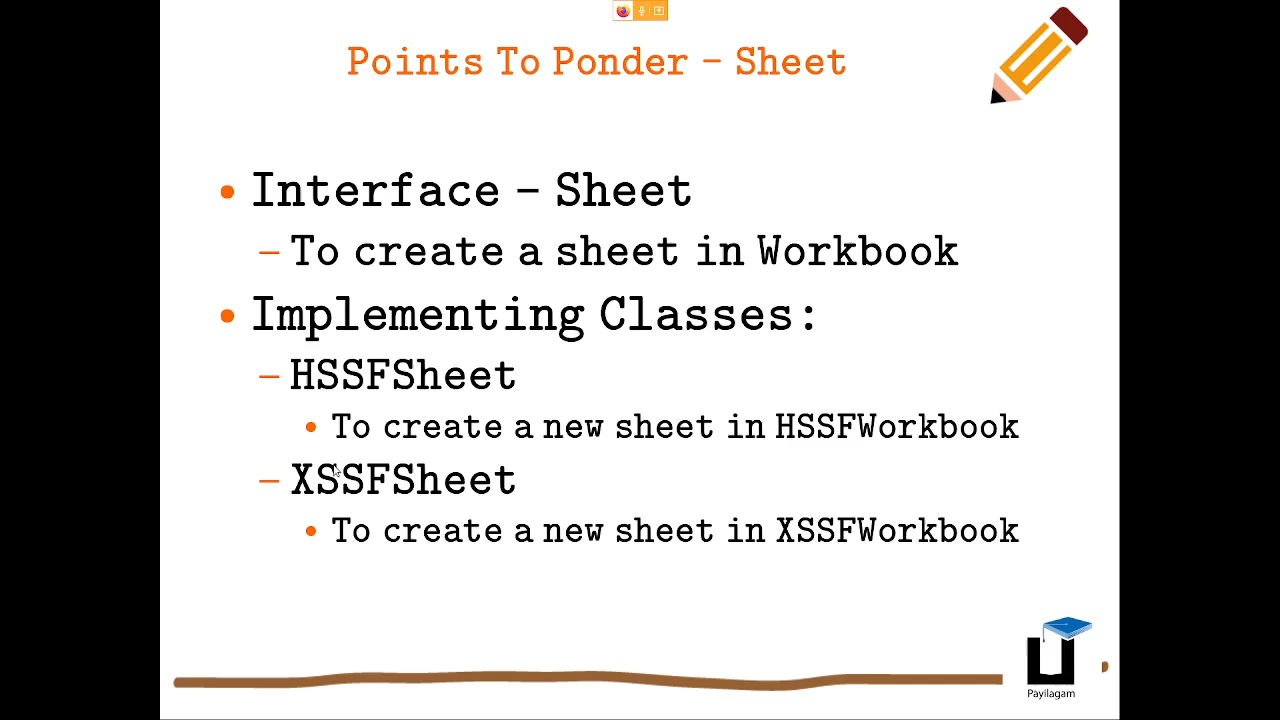 Points To Ponder – Sheet
• Interface – Sheet
– To create a sheet in Workbook
• Implementing Classes:
– HSSFSheet
• To create a new sheet in HSSFWorkbook
– XSSFSheet
• To create a new sheet in XSSFWorkbook
Payilagam